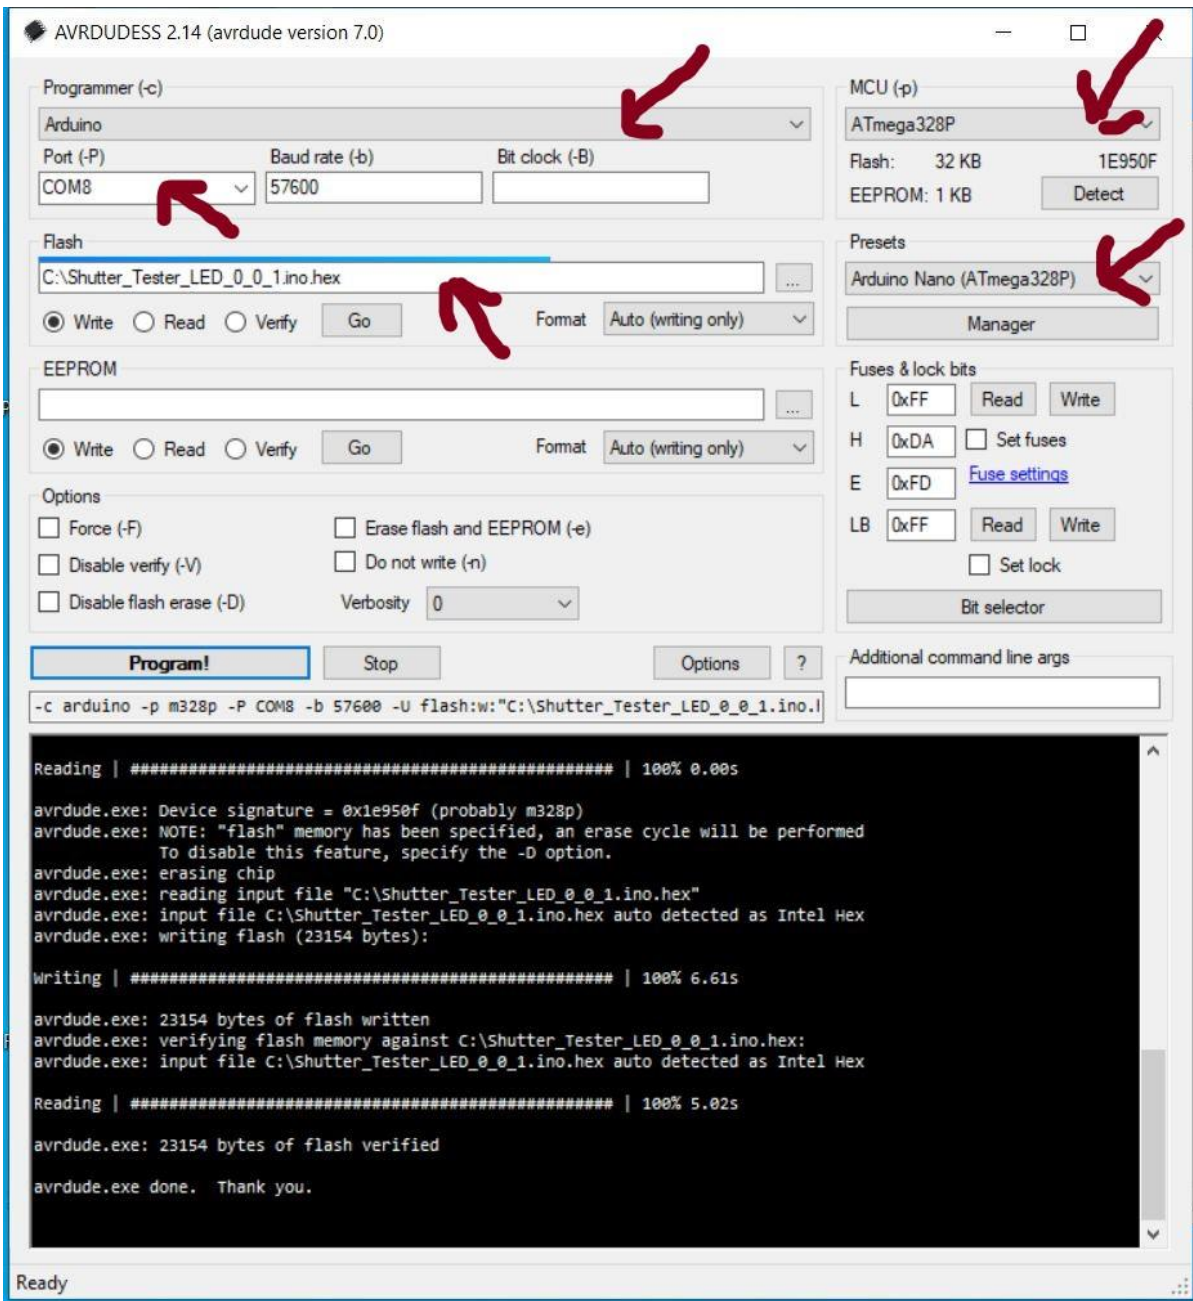 AVRDUDESS 2.14 (avrdude version 7.0)
Programmer (-c)
Arduino
Port (-P) Baud rate (-b) Bit clock (-B)
COM8 57600
MCU (-p)
ATmega328P
Flash: 32 KB 1E950F
EEPROM: 1 KB Detect
Flash
C:\Shutter_Tester_LED_0_0_1.ino.hex ...
Write Read Verify Go Format Auto (writing only)
Presets
Arduino Nano (ATmega328P)
Manager
EEPROM
...
Write Read Verify Go Format Auto (writing only)
Fuses & lock bits
L 0xFF Read Write
H 0xDA Set fuses
E 0xFD Fuse settings
LB 0xFF Read Write
Set lock
Bit selector
Options
Force (-F) Erase flash and EEPROM (-e)
Disable verify (-V) Do not write (-n)
Disable flash erase (-D) Verbosity 0
Program! Stop Options ?
Additional command line args
-c arduino -p m328p -P COM8 -b 57600 -U flash:w:"C:\Shutter_Tester_LED_0_0_1.ino.
Reading | ################################################## | 100% 0.00s
avrdude.exe: Device signature = 0x1e950f (probably m328p)
avrdude.exe: NOTE: "flash" memory has been specified, an erase cycle will be performed
To disable this feature, specify the -D option.
avrdude.exe: erasing chip
avrdude.exe: reading input file "C:\Shutter_Tester_LED_0_0_1.ino.hex"
avrdude.exe: input file C:\Shutter_Tester_LED_0_0_1.ino.hex auto detected as Intel Hex
avrdude.exe: writing flash (23154 bytes):
Writing | ################################################## | 100% 6.61s
avrdude.exe: 23154 bytes of flash written
avrdude.exe: verifying flash memory against C:\Shutter_Tester_LED_0_0_1.ino.hex:
avrdude.exe: input file C:\Shutter_Tester_LED_0_0_1.ino.hex auto detected as Intel Hex
Reading | ################################################## | 100% 5.02s
avrdude.exe: 23154 bytes of flash verified
avrdude.exe done.  Thank you.
Ready